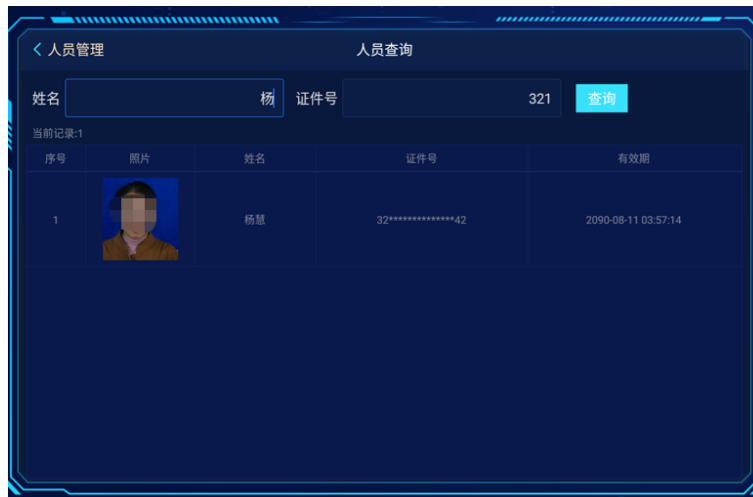 人员管理 人员查询
姓名 杨 证件号 321 查询
当前记录:1
序号 照片 姓名 证件号 有效期
1 杨慧 32**************42 2090-08-11 03:57:14